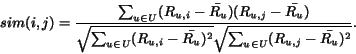 sim(i, j) = \frac{\sum_{u \in U}(R_{u,i} - \bar{R_u})(R_{u,j} - \bar{R_u})}{\sqrt{\sum_{u \in U}(R_{u,i} - \bar{R_u})^2}\sqrt{\sum_{u \in U}(R_{u,j} - \bar{R_u})^2}}.